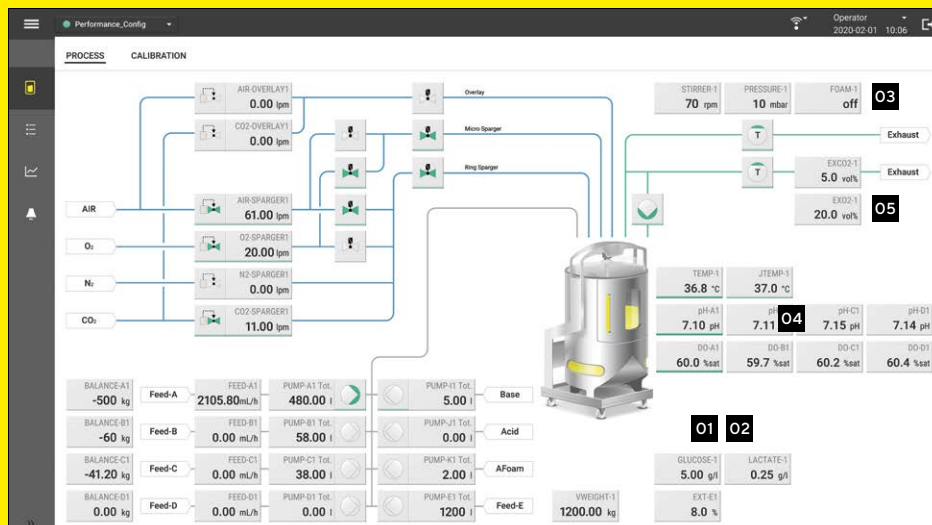 Performance_Config
Operator
2020-02-01 10:06
PROCESS CALIBRATION
AIR-OVERLAY1
0.00 lpm
CO2-OVERLAY1
0.00 lpm
Overlay
Micro Sparger
Ring Sparger
STIRRER-1 PRESSURE-1 FOAM-1
70 rpm 10 mbar off
03
T
Exhaust
EXCO2-1
T
5.0 vol%
Exhaust
EXO2-1
20.0 vol%
05
AIR
AIR-SPARGER1
61.00 lpm
O₂
O2-SPARGER1
20.00 lpm
N₂
N2-SPARGER1
0.00 lpm
CO₂
CO2-SPARGER1
11.00 lpm
TEMP-1 JTEMP-1
36.8 °C 37.0 °C
pH-A1 pH pH-C1 pH-D1
7.10 pH 7.11 04 7.15 pH 7.14 pH
DO-A1 DO-B1 DO-C1 DO-D1
60.0 %sat 59.7 %sat 60.2 %sat 60.4 %sat
BALANCE-A1 FEED-A1 PUMP-A1 Tot. PUMP-I1 Tot.
-500 kg Feed-A 2105.80mL/h 480.00 l 5.00 l Base
BALANCE-B1 FEED-B1 PUMP-B1 Tot. PUMP-J1 Tot.
-60 kg Feed-B 0.00 mL/h 58.00 l 0.00 l Acid
BALANCE-C1 FEED-C1 PUMP-C1 Tot. PUMP-K1 Tot.
-41.20 kg Feed-C 0.00 mL/h 38.00 l 2.00 l AFoam
BALANCE-D1 FEED-D1 PUMP-D1 Tot. PUMP-E1 Tot.
0.00 kg Feed-D 0.00 mL/h 0.00 l 1200 l Feed-E
01 02
GLUCOSE-1 LACTATE-1
5.00 g/l 0.25 g/l
VWEIGHT-1 EXT-E1
1200.00 kg 8.0 %